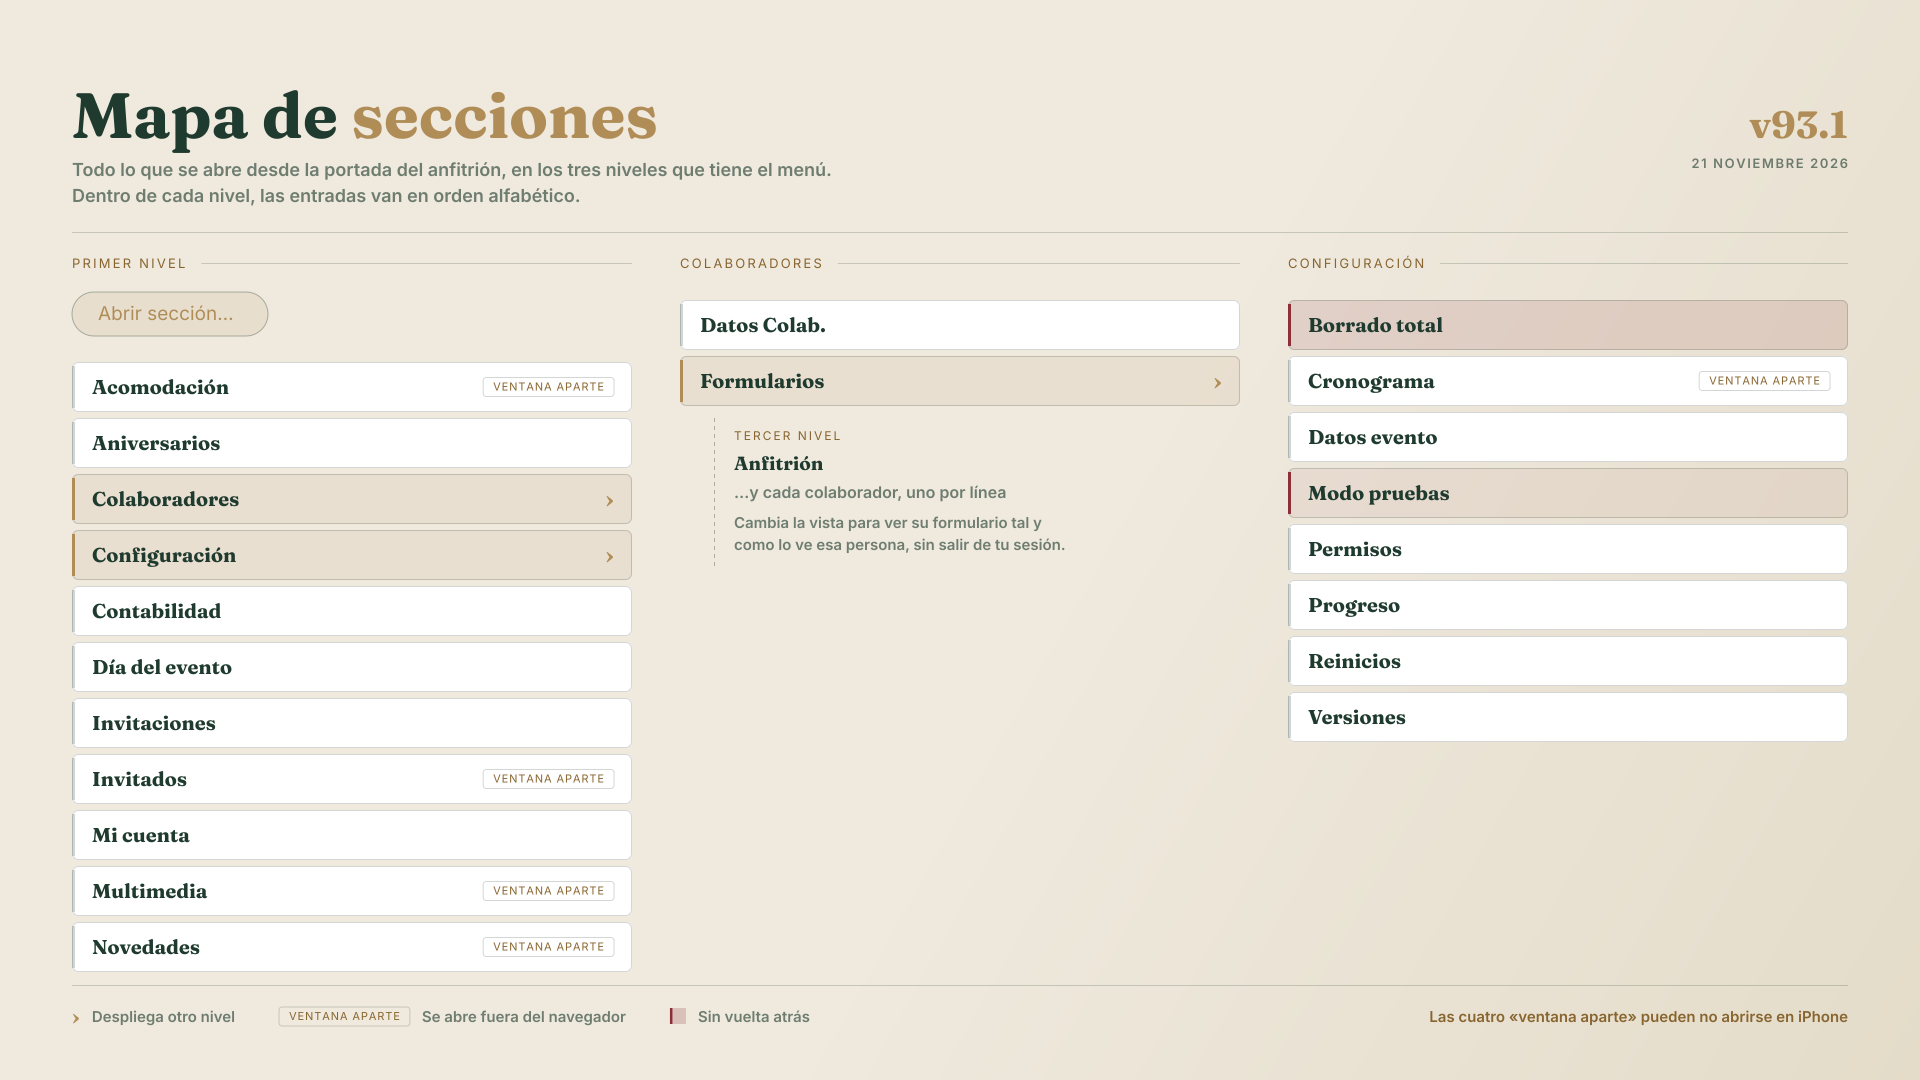 Mapa de secciones
Todo lo que se abre desde la portada del anfitrión, en los tres niveles que tiene el menú.
Dentro de cada nivel, las entradas van en orden alfabético.
v93.1
21 NOVIEMBRE 2026
PRIMER NIVEL
Abrir sección...
Acomodación
VENTANA APARTE
Aniversarios
Colaboradores ›
Configuración ›
Contabilidad
Día del evento
Invitaciones
Invitados
VENTANA APARTE
Mi cuenta
Multimedia
VENTANA APARTE
Novedades
VENTANA APARTE
COLABORADORES
Datos Colab.
Formularios ›
TERCER NIVEL
Anfitrión
...y cada colaborador, uno por línea
Cambia la vista para ver su formulario tal y
como lo ve esa persona, sin salir de tu sesión.
CONFIGURACIÓN
Borrado total
Cronograma
VENTANA APARTE
Datos evento
Modo pruebas
Permisos
Progreso
Reinicios
Versiones
› Despliega otro nivel
VENTANA APARTE
Se abre fuera del navegador
Sin vuelta atrás
Las cuatro «ventana aparte» pueden no abrirse en iPhone